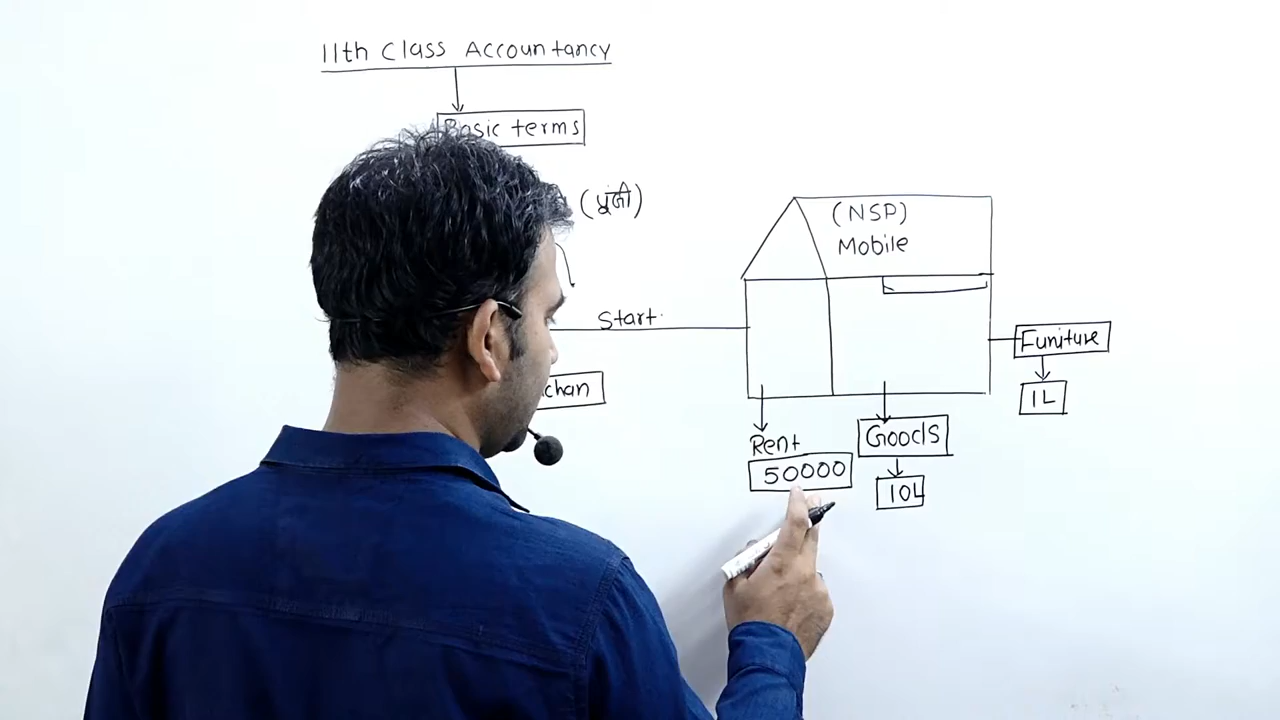 11th Class Accountancy
Basic terms
(पूंजी)
(NSP)
Mobile
Start
chan
Funiture
1L
Rent
50000
Goods
10L